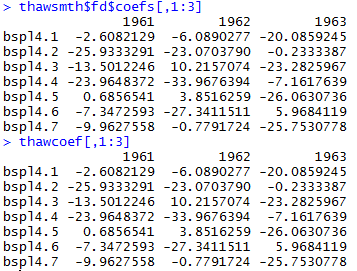 > thawsmth$fd$coefs[,1:3]
1961 1962 1963
bspl4.1 -2.6082129 -6.0890277 -20.0859245
bspl4.2 -25.9333291 -23.0703790 -0.2333387
bspl4.3 -13.5012246 10.2157074 -23.2825967
bspl4.4 -23.9648372 -33.9676394 -7.1617639
bspl4.5 0.6856541 3.8516259 -26.0630736
bspl4.6 -7.3472593 -27.3411511 5.9684119
bspl4.7 -9.9627558 -0.7791724 -25.7530778
> thawcoef[,1:3]
1961 1962 1963
bspl4.1 -2.6082129 -6.0890277 -20.0859245
bspl4.2 -25.9333291 -23.0703790 -0.2333387
bspl4.3 -13.5012246 10.2157074 -23.2825967
bspl4.4 -23.9648372 -33.9676394 -7.1617639
bspl4.5 0.6856541 3.8516259 -26.0630736
bspl4.6 -7.3472593 -27.3411511 5.9684119
bspl4.7 -9.9627558 -0.7791724 -25.7530778